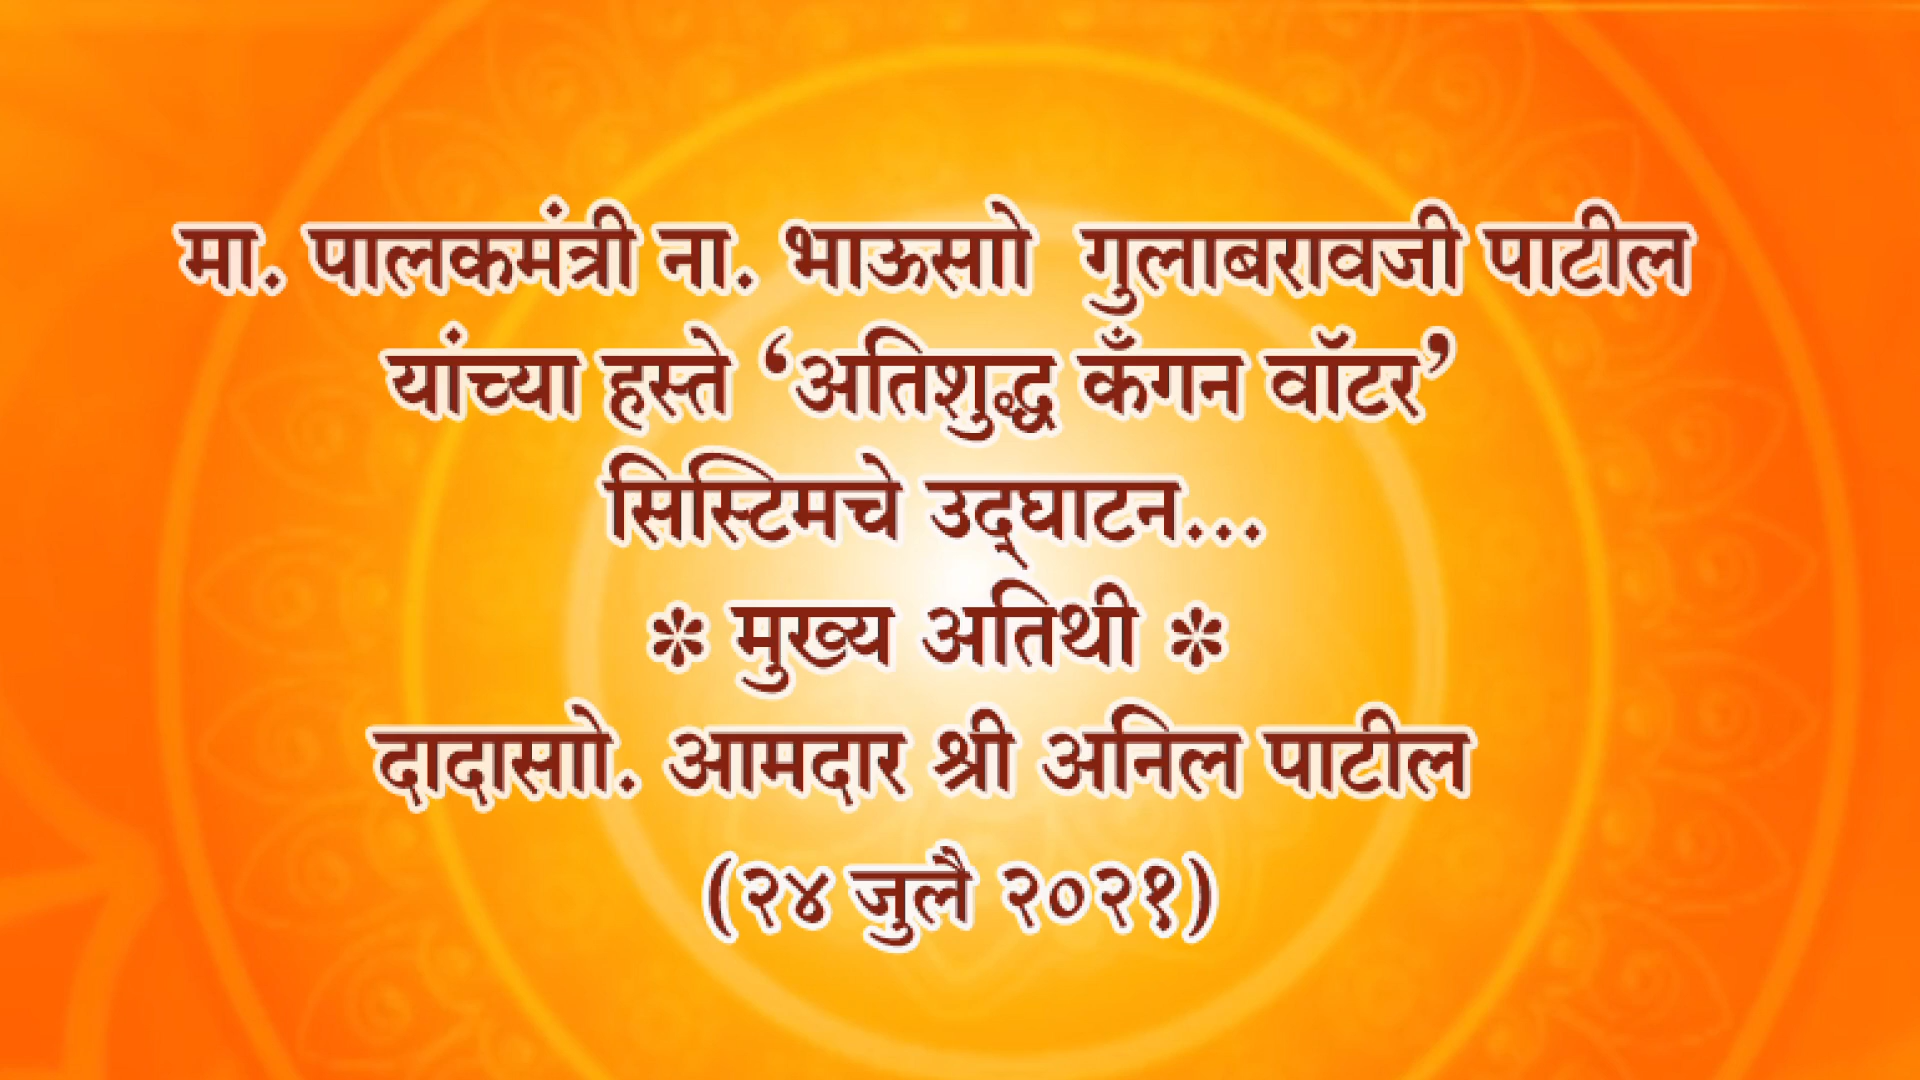 मा. पालकमंत्री ना. भाऊसाो गुलाबरावजी पाटील
यांच्या हस्ते ‘अतिशुद्ध कँगन वॉटर’
सिस्टिमचे उद्‌घाटन...
* मुख्य अतिथी *
दादासाो. आमदार श्री अनिल पाटील
(२४ जुलै २०२१)